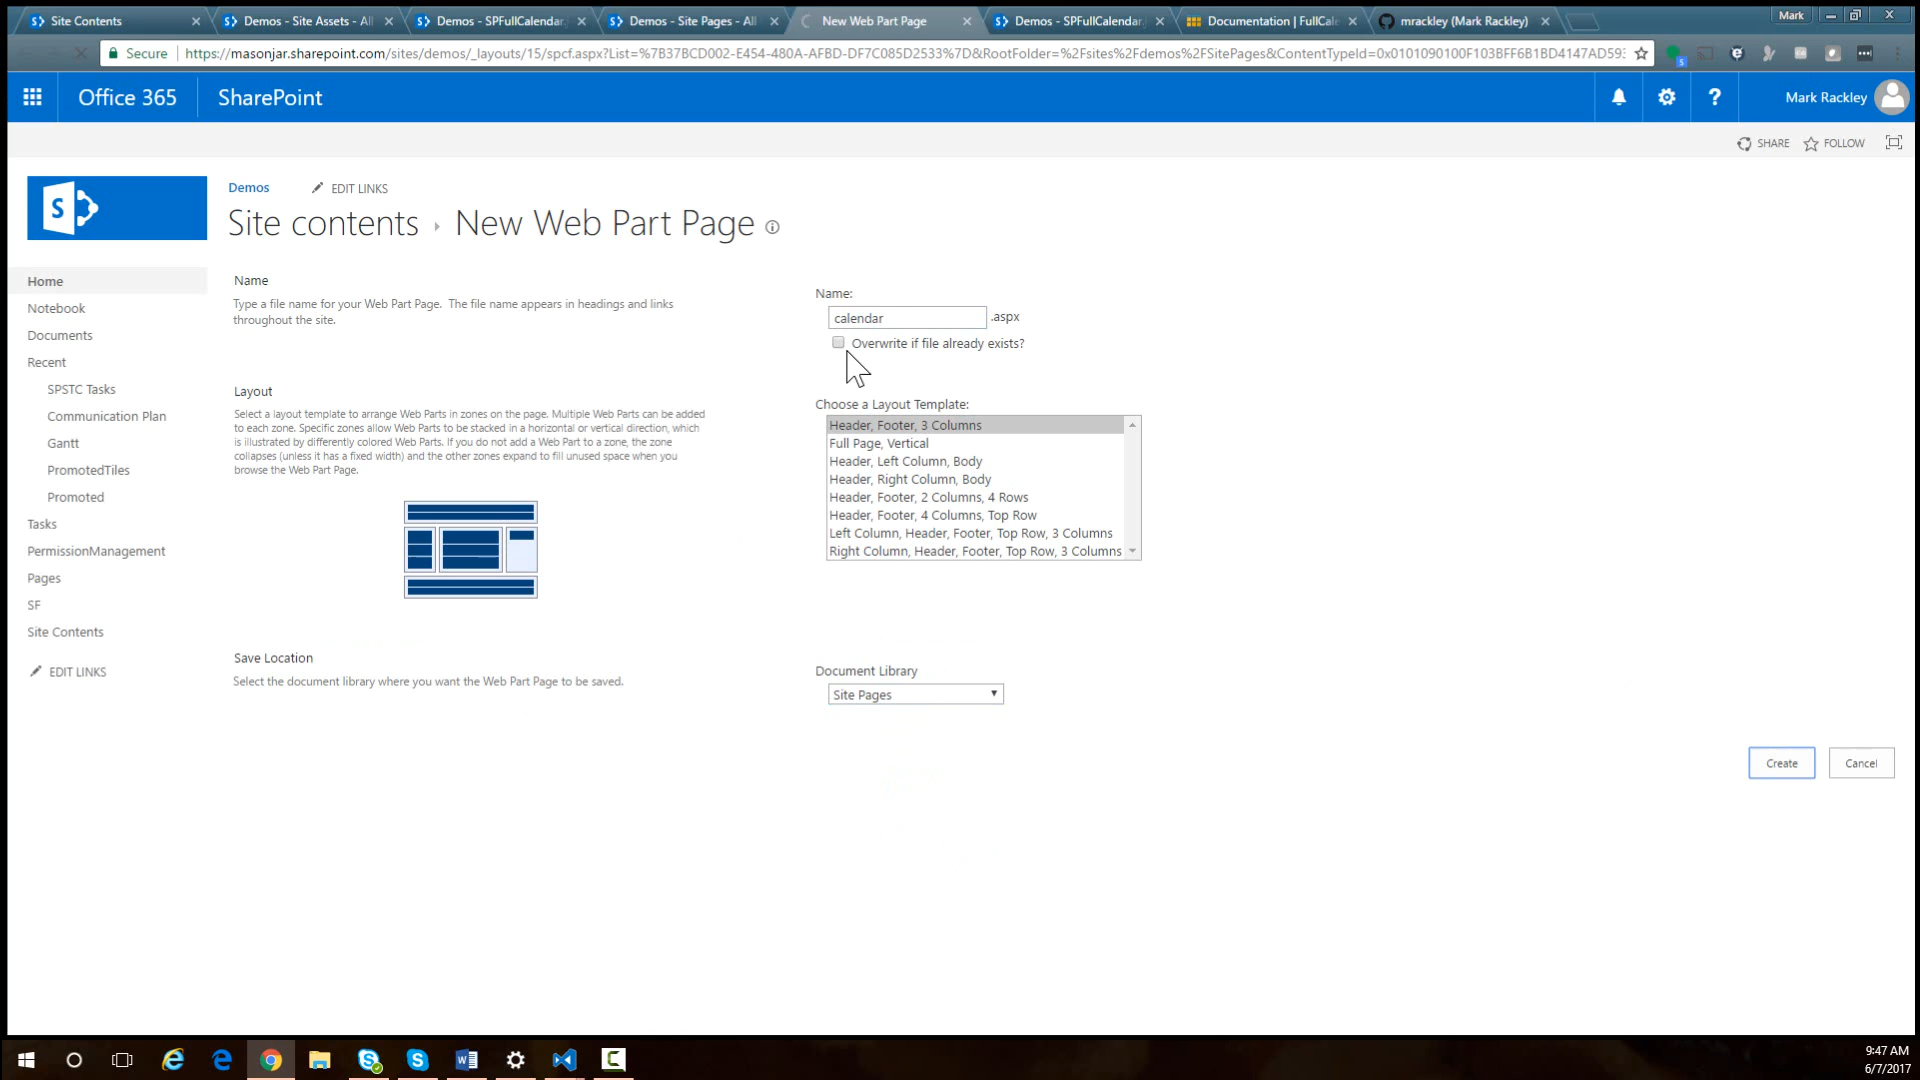 Site Contents
Demos - Site Assets - All
Demos - SPFullCalendar.
Demos - Site Pages - All
New Web Part Page
Demos - SPFullCalendar.
Documentation | FullCale
mrackley (Mark Rackley)
Mark
Secure
https://masonjar.sharepoint.com/sites/demos/_layouts/15/spcf.aspx?List=%7B37BCD002-E454-480A-AFBD-DF7C085D2533%7D&RootFolder=%2Fsites%2Fdemos%2FSitePages&ContentTypeId=0x0101090100F103BFF6B1BD4147AD593
Office 365
SharePoint
?
Mark Rackley
SHARE
FOLLOW
Demos
EDIT LINKS
Site contents
New Web Part Page
Home
Notebook
Documents
Recent
SPSTC Tasks
Communication Plan
Gantt
PromotedTiles
Promoted
Tasks
PermissionManagement
Pages
SF
Site Contents
EDIT LINKS
Name
Type a file name for your Web Part Page. The file name appears in headings and links
throughout the site.
Name:
calendar
.aspx
Overwrite if file already exists?
Layout
Select a layout template to arrange Web Parts in zones on the page. Multiple Web Parts can be added
to each zone. Specific zones allow Web Parts to be stacked in a horizontal or vertical direction, which
is illustrated by differently colored Web Parts. If you do not add a Web Part to a zone, the zone
collapses (unless it has a fixed width) and the other zones expand to fill unused space when you
browse the Web Part Page.
Choose a Layout Template:
Header, Footer, 3 Columns
Full Page, Vertical
Header, Left Column, Body
Header, Right Column, Body
Header, Footer, 2 Columns, 4 Rows
Header, Footer, 4 Columns, Top Row
Left Column, Header, Footer, Top Row, 3 Columns
Right Column, Header, Footer, Top Row, 3 Columns
Save Location
Select the document library where you want the Web Part Page to be saved.
Document Library
Site Pages
Create
Cancel
9:47 AM
6/7/2017